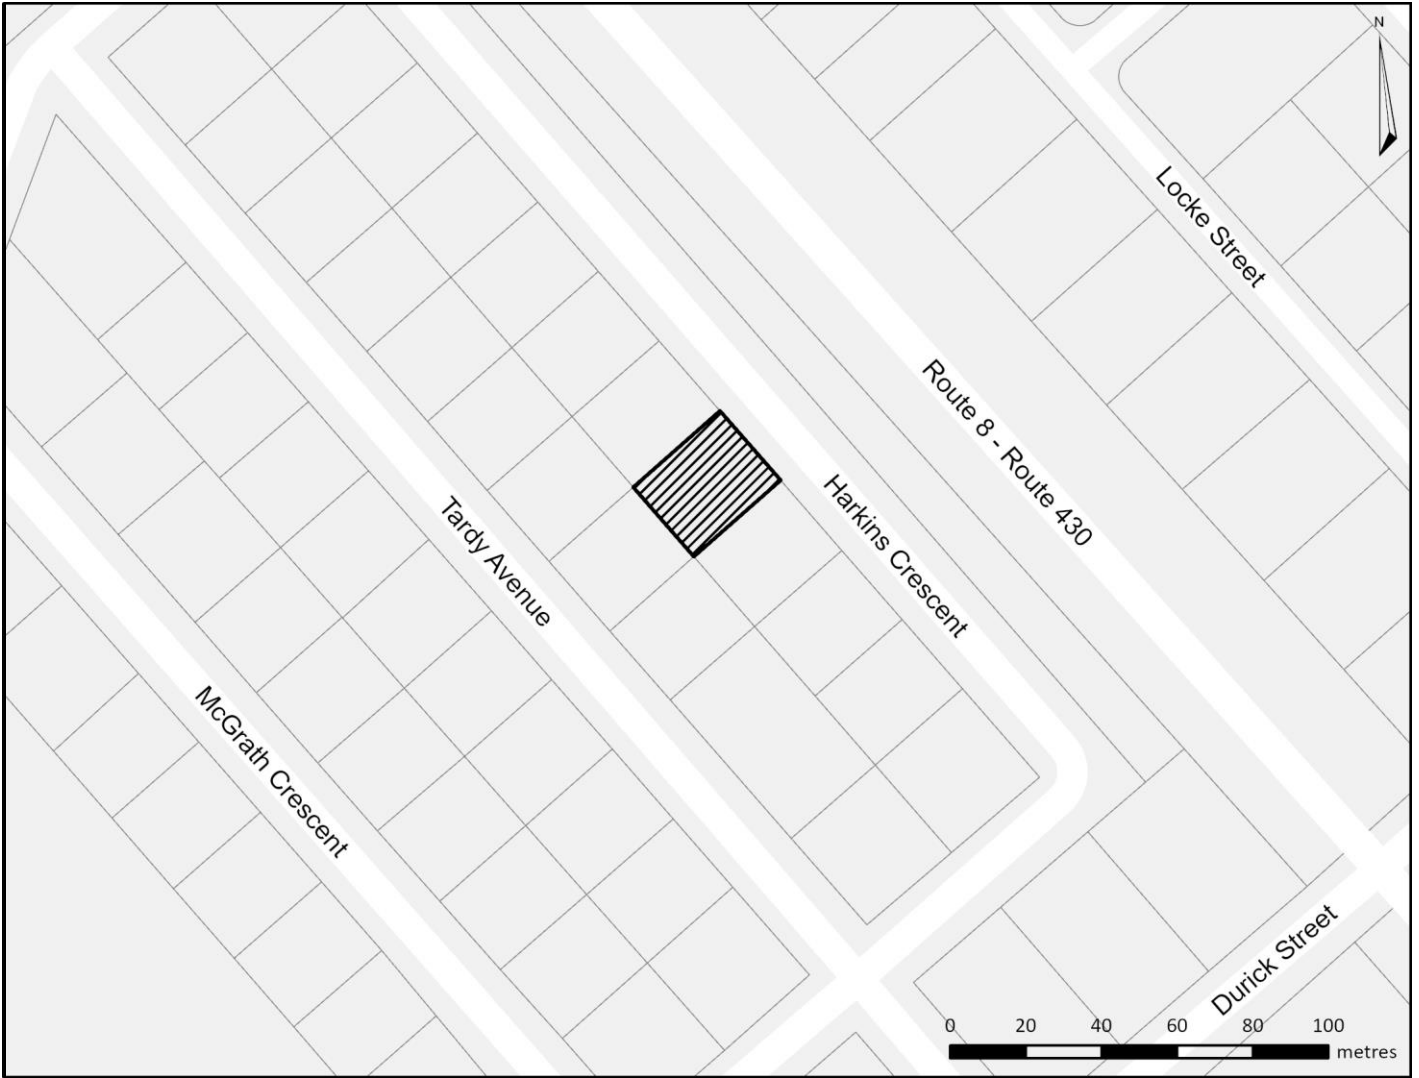 N
Locke Street
Route 8 - Route 430
Harkins Crescent
Tardy Avenue
McGrath Crescent
Durick Street
0 20 40 60 80 100
metres